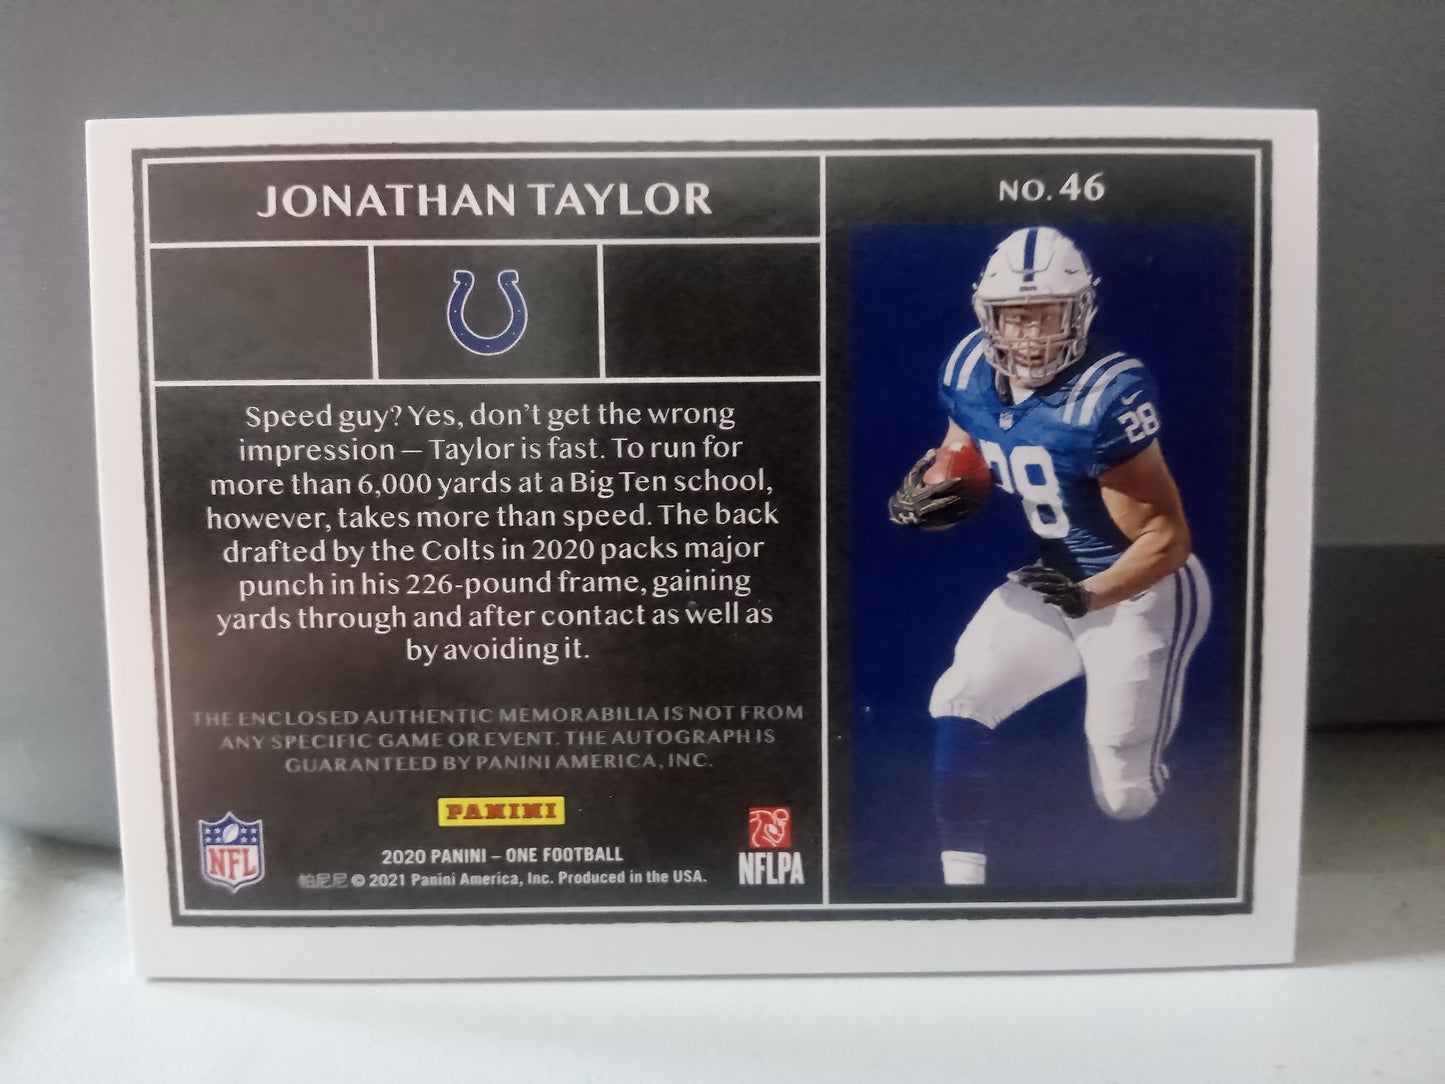 JONATHAN TAYLOR
NO. 46
Speed guy? Yes, don't get the wrong
impression – Taylor is fast. To run for
more than 6,000 yards at a Big Ten school,
however, takes more than speed. The back
drafted by the Colts in 2020 packs major
punch in his 226-pound frame, gaining
yards through and after contact as well as
by avoiding it.
THE ENCLOSED AUTHENTIC MEMORABILIA IS NOT FROM
ANY SPECIFIC GAME OR EVENT. THE AUTOGRAPH IS
GUARANTEED BY PANINI AMERICA, INC.
PANINI
2020 PANINI – ONE FOOTBALL
帕尼尼 © 2021 Panini America, Inc. Produced in the USA.
NFL
NFLPA
28
28